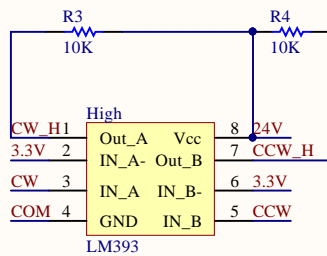 R3 R4
10K 10K
High
CW_H 1 Out_A Vcc 8 24V
3.3V 2 IN_A- Out_B 7 CCW_H
CW 3 IN_A IN_B- 6 3.3V
COM 4 GND IN_B 5 CCW
LM393